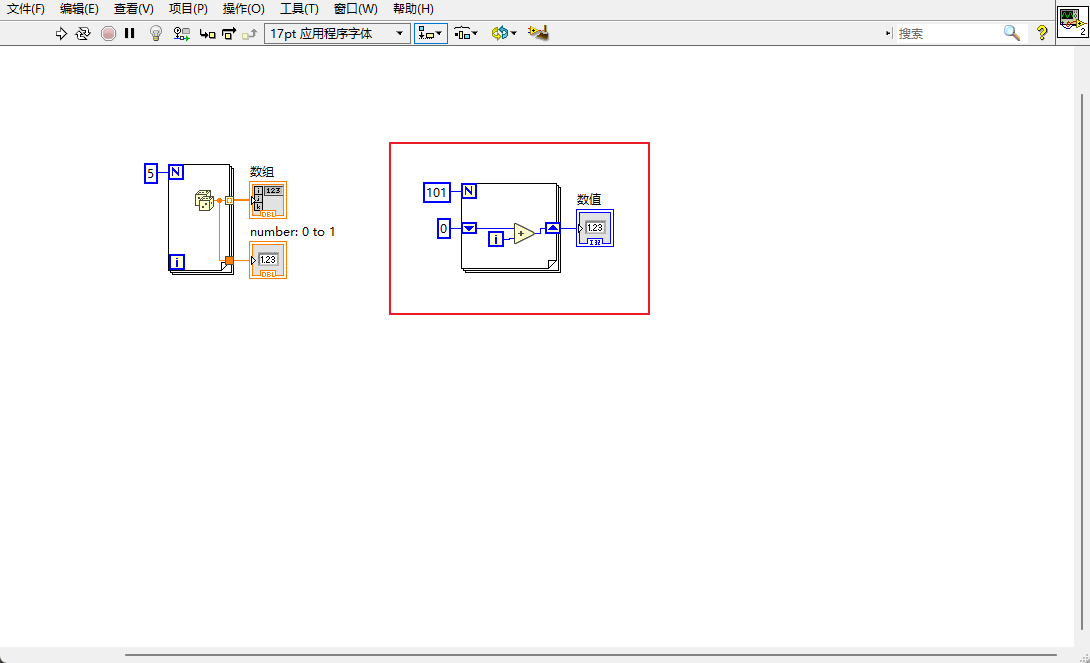 文件(F) 编辑(E) 查看(V) 项目(P) 操作(O) 工具(T) 窗口(W) 帮助(H)
17pt 应用程序字体 搜索 ? 2
数组
5 N i 123 j k DBL
number: 0 to 1
i 1.23 DBL
数值
101 N
0 i + 1.23 I32